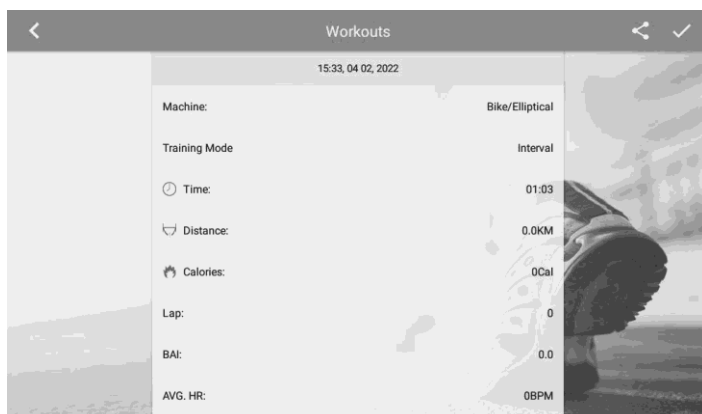 Workouts
15:33, 04 02, 2022
Machine: Bike/Elliptical
Training Mode Interval
Time: 01:03
Distance: 0.0KM
Calories: 0Cal
Lap: 0
BAI: 0.0
AVG. HR: 0BPM